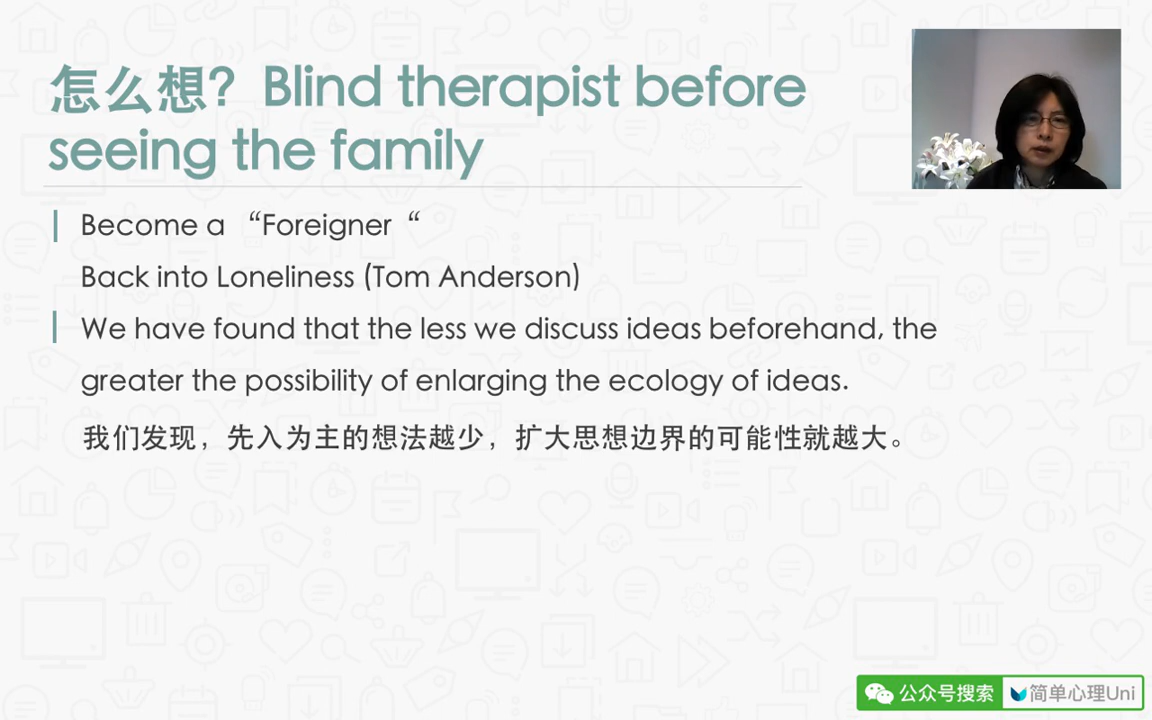 怎么想？Blind therapist before
seeing the family
Become a “Foreigner “
Back into Loneliness (Tom Anderson)
We have found that the less we discuss ideas beforehand, the
greater the possibility of enlarging the ecology of ideas.
我们发现，先入为主的想法越少，扩大思想边界的可能性就越大。
公众号搜索 简单心理Uni